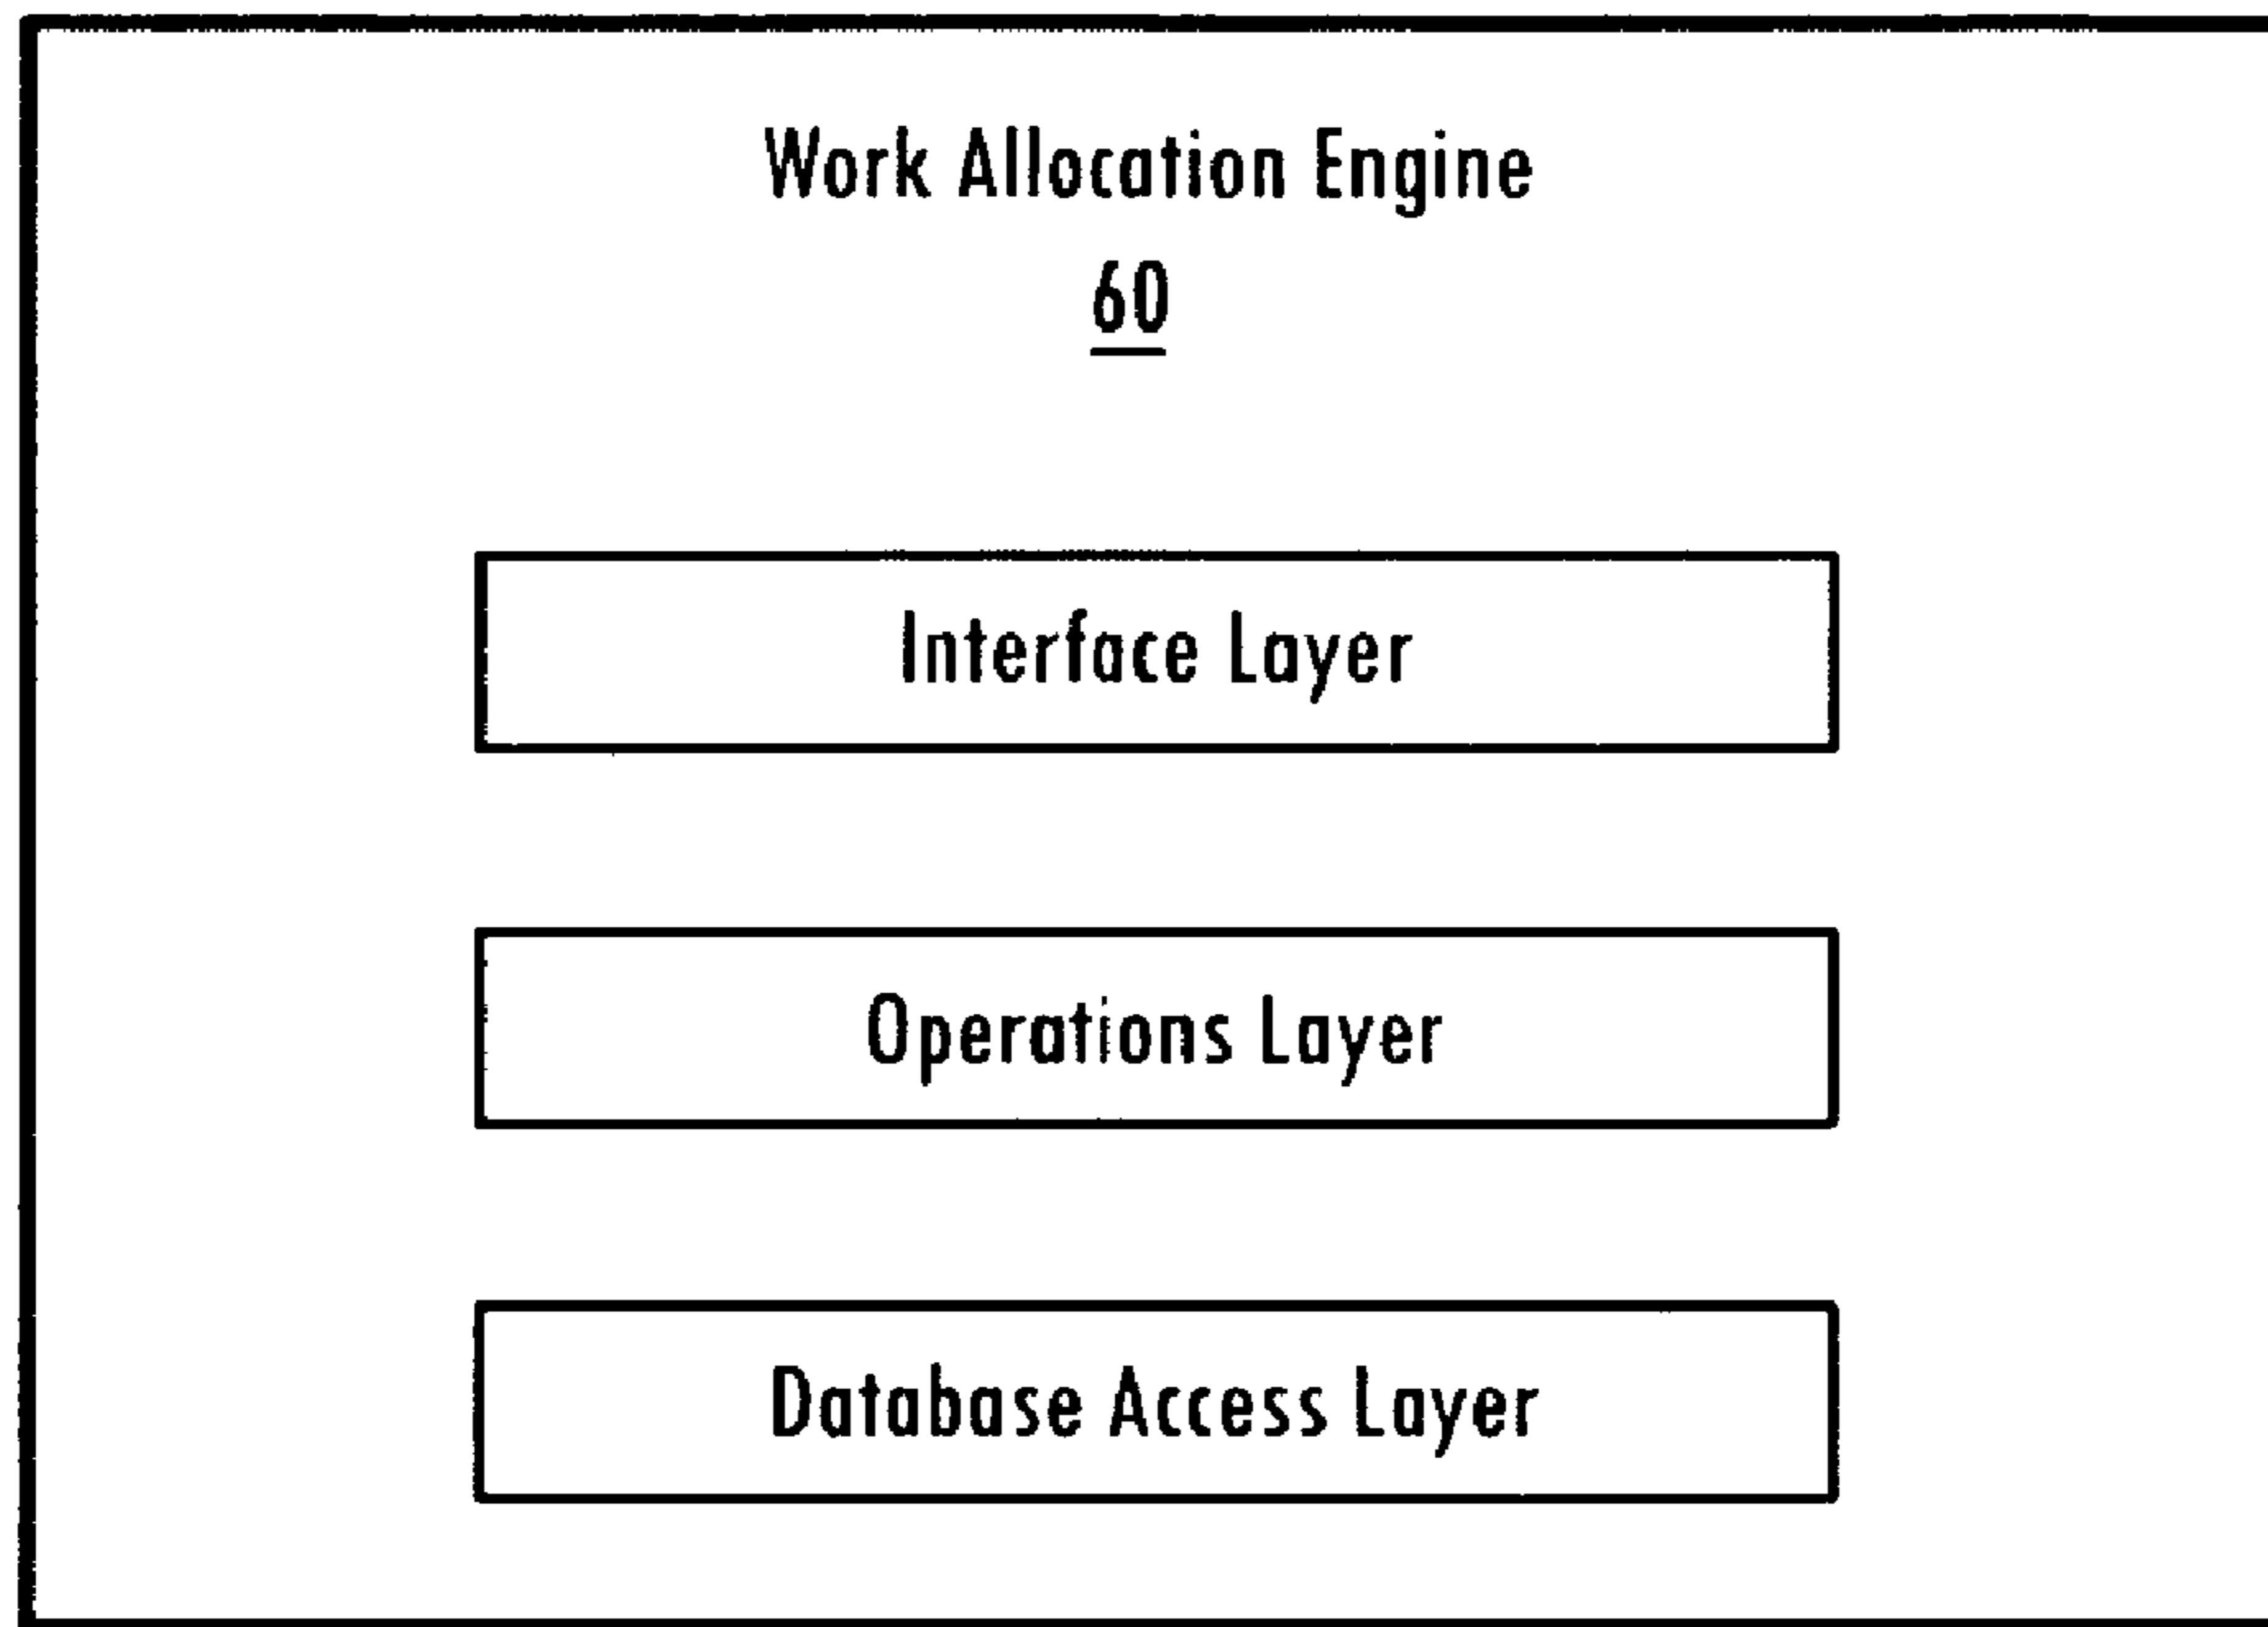 Work Allocation Engine
60
Interface Layer
Operations Layer
Database Access Layer